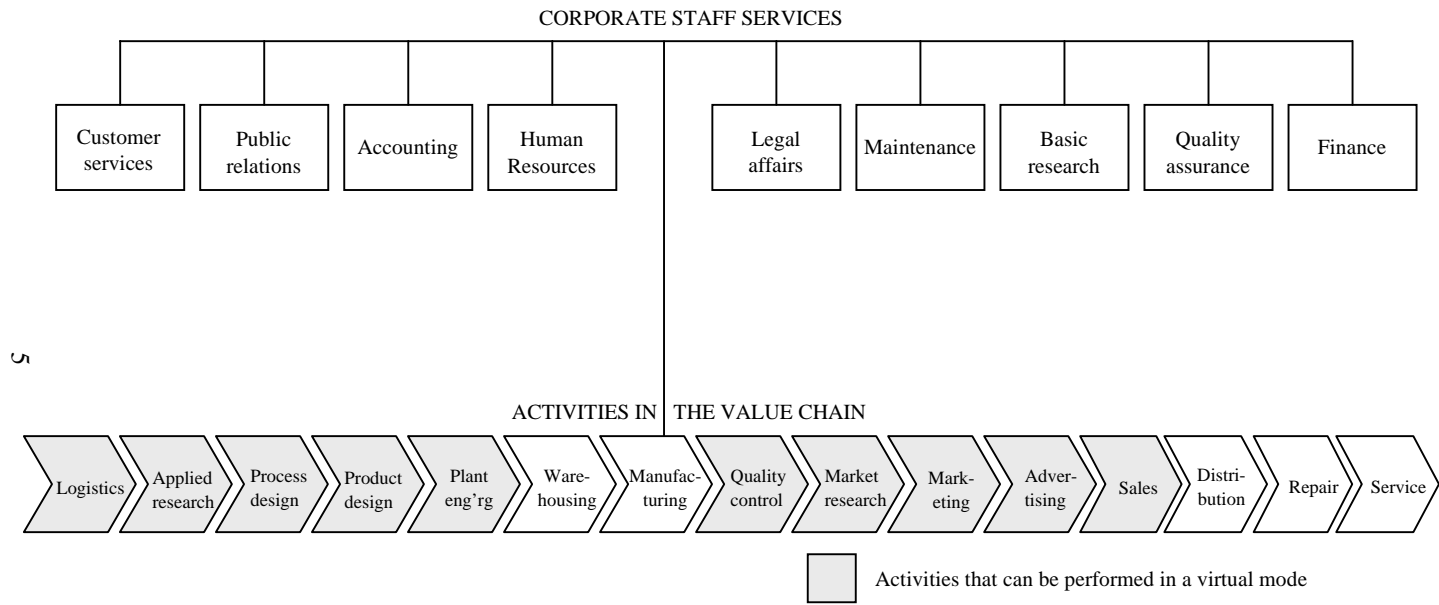 CORPORATE STAFF SERVICES
Customer
services
Public
relations
Accounting
Human
Resources
Legal
affairs
Maintenance
Basic
research
Quality
assurance
Finance
5
ACTIVITIES IN THE VALUE CHAIN
Logistics
Applied
research
Process
design
Product
design
Plant
eng'rg
Ware-
housing
Manufac-
turing
Quality
control
Market
research
Mark-
eting
Adver-
tising
Sales
Distri-
bution
Repair
Service
Activities that can be performed in a virtual mode